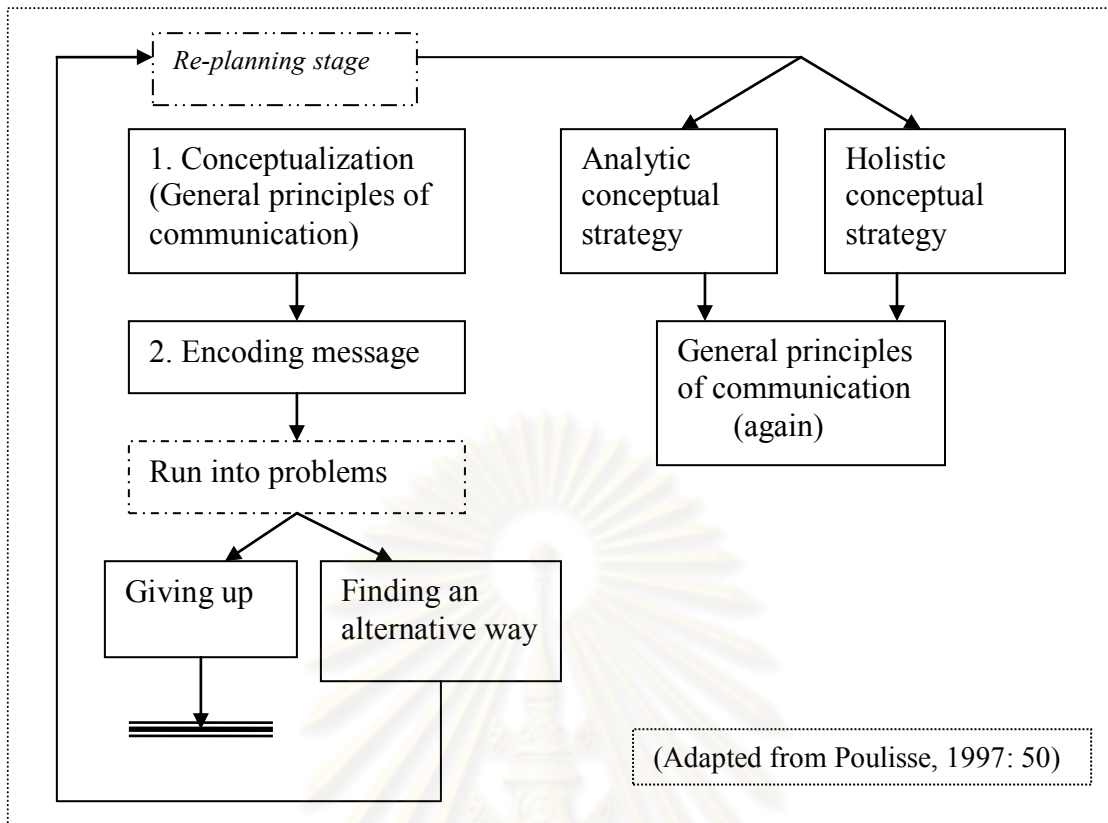 Re-planning stage
1. Conceptualization
(General principles of
communication)
2. Encoding message
Run into problems
Giving up
Finding an
alternative way
Analytic
conceptual
strategy
Holistic
conceptual
strategy
General principles
of communication
(again)
(Adapted from Poulisse, 1997: 50)